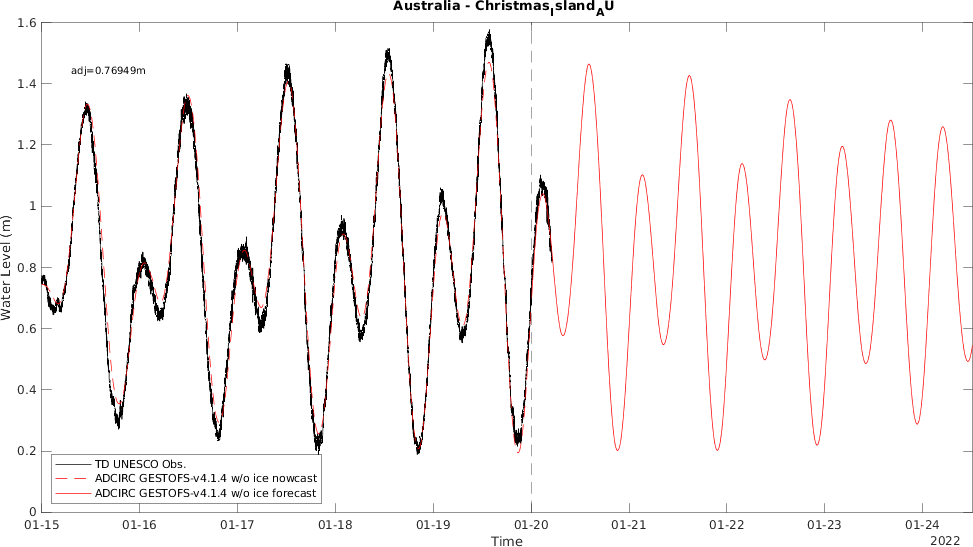 Australia - ChristmasIslandAU
1.6
adj=0.76949m
1.4
1.2
1
0.8
0.6
0.4
0.2
0
Water Level (m)
TD UNESCO Obs.
ADCIRC GESTOFS-v4.1.4 w/o ice nowcast
ADCIRC GESTOFS-v4.1.4 w/o ice forecast
01-15 01-16 01-17 01-18 01-19 01-20 01-21 01-22 01-23 01-24
Time
2022